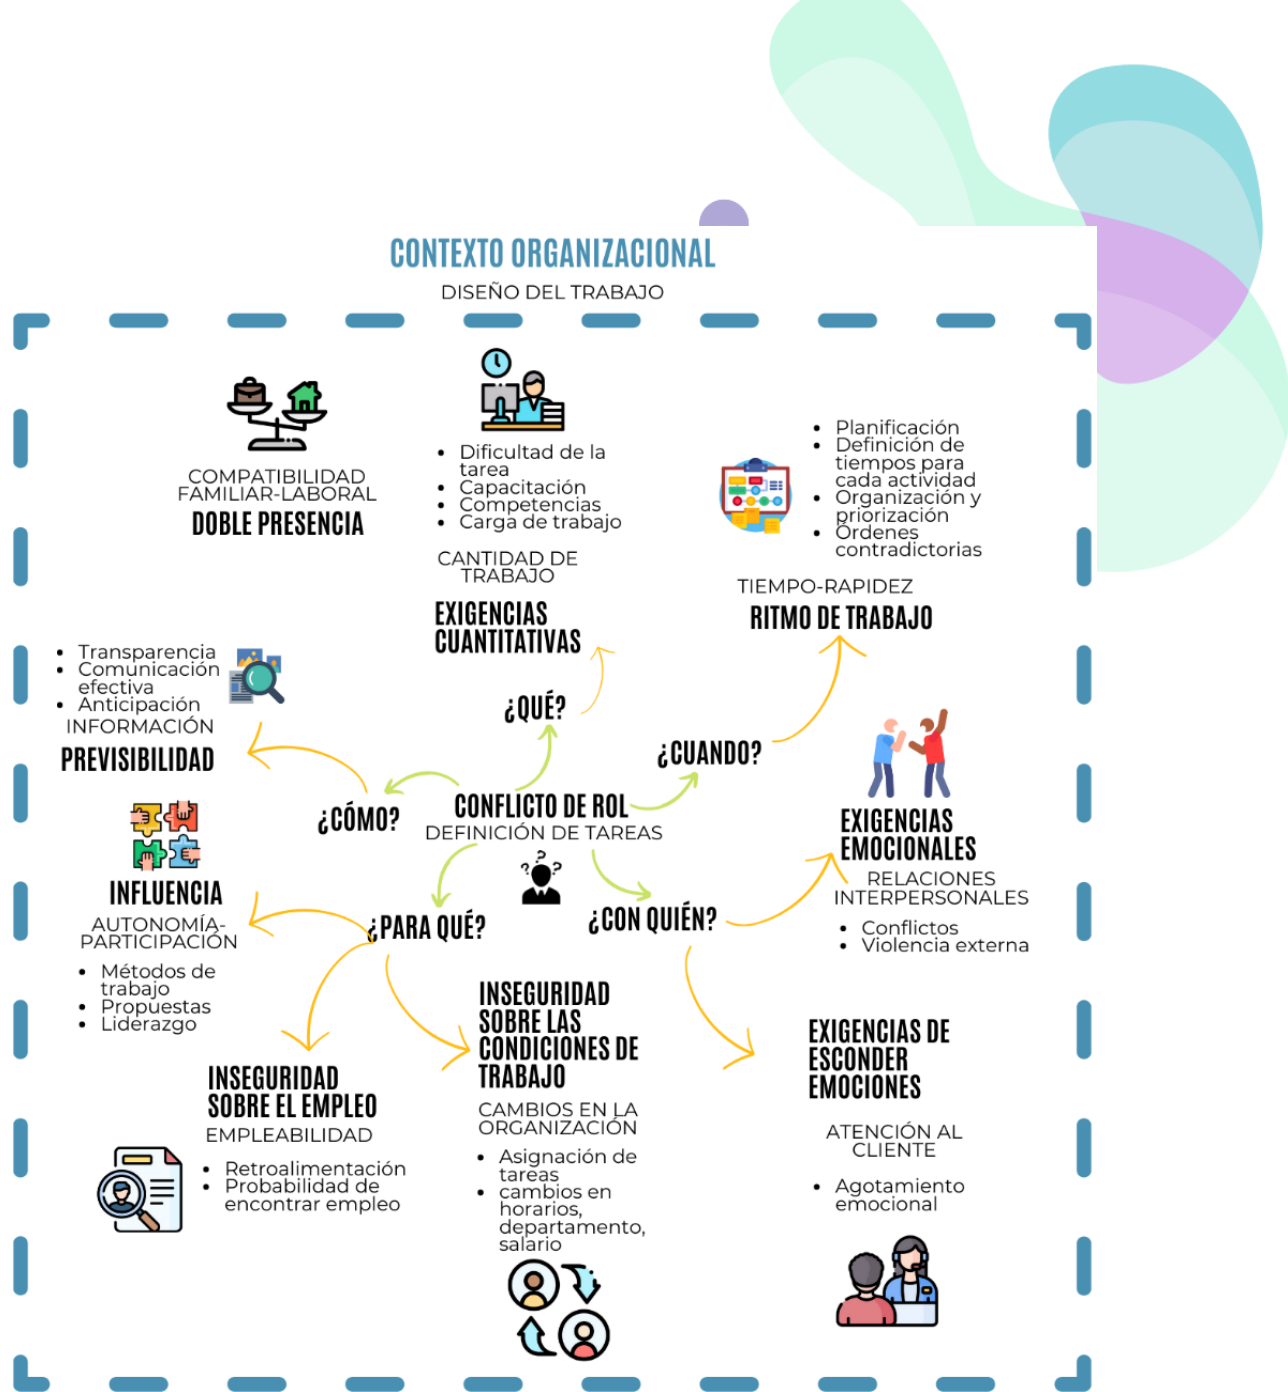 CONTEXTO ORGANIZACIONAL
DISEÑO DEL TRABAJO
COMPATIBILIDAD
FAMILIAR-LABORAL
DOBLE PRESENCIA
• Dificultad de la
tarea
• Capacitación
• Competencias
• Carga de trabajo
CANTIDAD DE
TRABAJO
EXIGENCIAS
CUANTITATIVAS
• Planificación
• Definición de
tiempos para
cada actividad
• Organización y
priorización
• Órdenes
contradictorias
TIEMPO-RAPIDEZ
RITMO DE TRABAJO
• Transparencia
• Comunicación
efectiva
• Anticipación
INFORMACIÓN
PREVISIBILIDAD
¿QUÉ?
¿CUANDO?
¿CÓMO?
CONFLICTO DE ROL
DEFINICIÓN DE TAREAS
? ? ?
EXIGENCIAS
EMOCIONALES
RELACIONES
INTERPERSONALES
• Conflictos
• Violencia externa
INFLUENCIA
AUTONOMÍA-
PARTICIPACIÓN
• Métodos de
trabajo
• Propuestas
• Liderazgo
¿PARA QUÉ?
¿CON QUIÉN?
INSEGURIDAD
SOBRE LAS
CONDICIONES DE
TRABAJO
CAMBIOS EN LA
ORGANIZACIÓN
• Asignación de
tareas
• cambios en
horarios,
departamento,
salario
EXIGENCIAS DE
ESCONDER
EMOCIONES
ATENCIÓN AL
CLIENTE
• Agotamiento
emocional
INSEGURIDAD
SOBRE EL EMPLEO
EMPLEABILIDAD
• Retroalimentación
• Probabilidad de
encontrar empleo